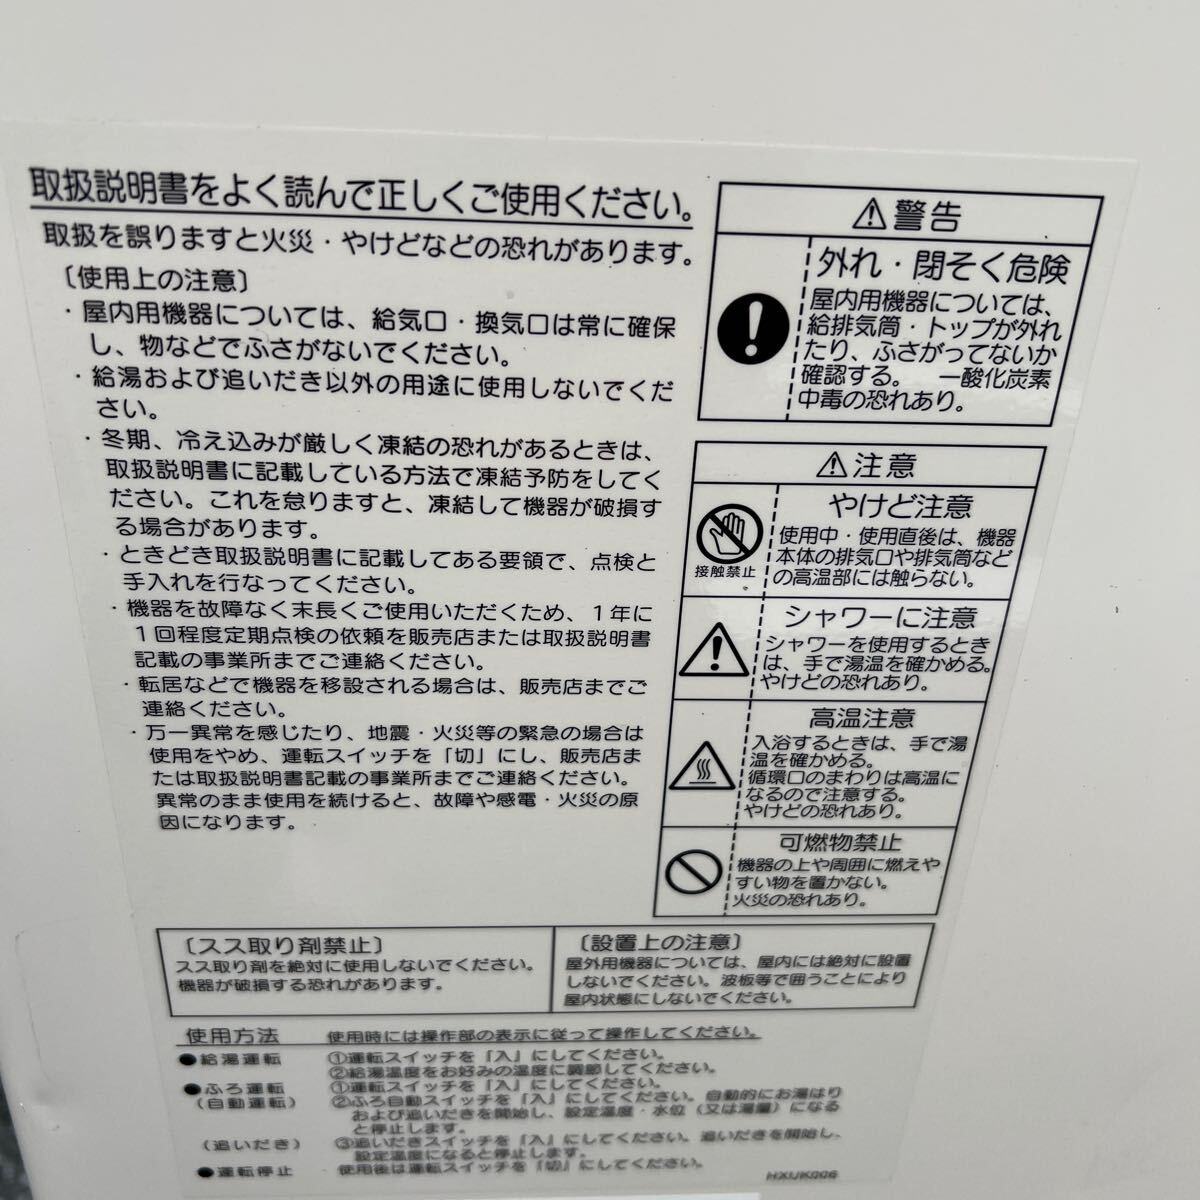 取扱説明書をよく読んで正しくご使用ください。
取扱を誤りますと火災・やけどなどの恐れがあります。
〔使用上の注意〕
・屋内用機器については、給気口・換気口は常に確保
し、物などでふさがないでください。
・給湯および追いだき以外の用途に使用しないでくだ
さい。
・冬期、冷え込みが厳しく凍結の恐れがあるときは、
取扱説明書に記載している方法で凍結予防をしてく
ださい。これを怠りますと、凍結して機器が破損す
る場合があります。
・ときどき取扱説明書に記載してある要領で、点検と
手入れを行なってください。
・機器を故障なく末長くご使用いただくため、1年に
1回程度定期点検の依頼を販売店または取扱説明書
記載の事業所までご連絡ください。
・転居などで機器を移設される場合は、販売店までご
連絡ください。
・万一異常を感じたり、地震・火災等の緊急の場合は
使用をやめ、運転スイッチを「切」にし、販売店ま
たは取扱説明書記載の事業所までご連絡ください。
異常のまま使用を続けると、故障や感電・火災の原
因になります。
⚠警告
外れ・閉そく危険
屋内用機器については、
給排気筒・トップが外れ
たり、ふさがってないか
確認する。 一酸化炭素
中毒の恐れあり。
⚠注意
接触禁止
やけど注意
使用中・使用直後は、機器
本体の排気口や排気筒など
の高温部には触らない。
シャワーに注意
シャワーを使用するとき
は、手で湯温を確かめる。
やけどの恐れあり。
高温注意
入浴するときは、手で湯
温を確かめる。
循環口のまわりは高温に
なるので注意する。
やけどの恐れあり。
可燃物禁止
機器の上や周囲に燃えや
すい物を置かない。
火災の恐れあり。
〔スス取り剤禁止〕
スス取り剤を絶対に使用しないでください。
機器が破損する恐れがあります。
〔設置上の注意〕
屋外用機器については、屋内には絶対に設置
しないでください。波板等で囲うことにより
屋内状態にしないでください。
使用方法 使用時には操作部の表示に従って操作してください。
●給湯運転 ①運転スイッチを「入」にしてください。
②給湯温度をお好みの温度に調節してください。
●ふろ運転 ①運転スイッチを「入」にしてください。
(自動運転) ②ふろ自動スイッチを「入」にしてください。自動的にお湯はり
および追いだきを開始し、設定温度・水位(又は湯量)になる
と停止します。
(追いだき) ③追いだきスイッチを「入」にしてください。追いだきを開始し、
設定温度になると停止します。
●運転停止 使用後は運転スイッチを「切」にしてください。
HXUK006